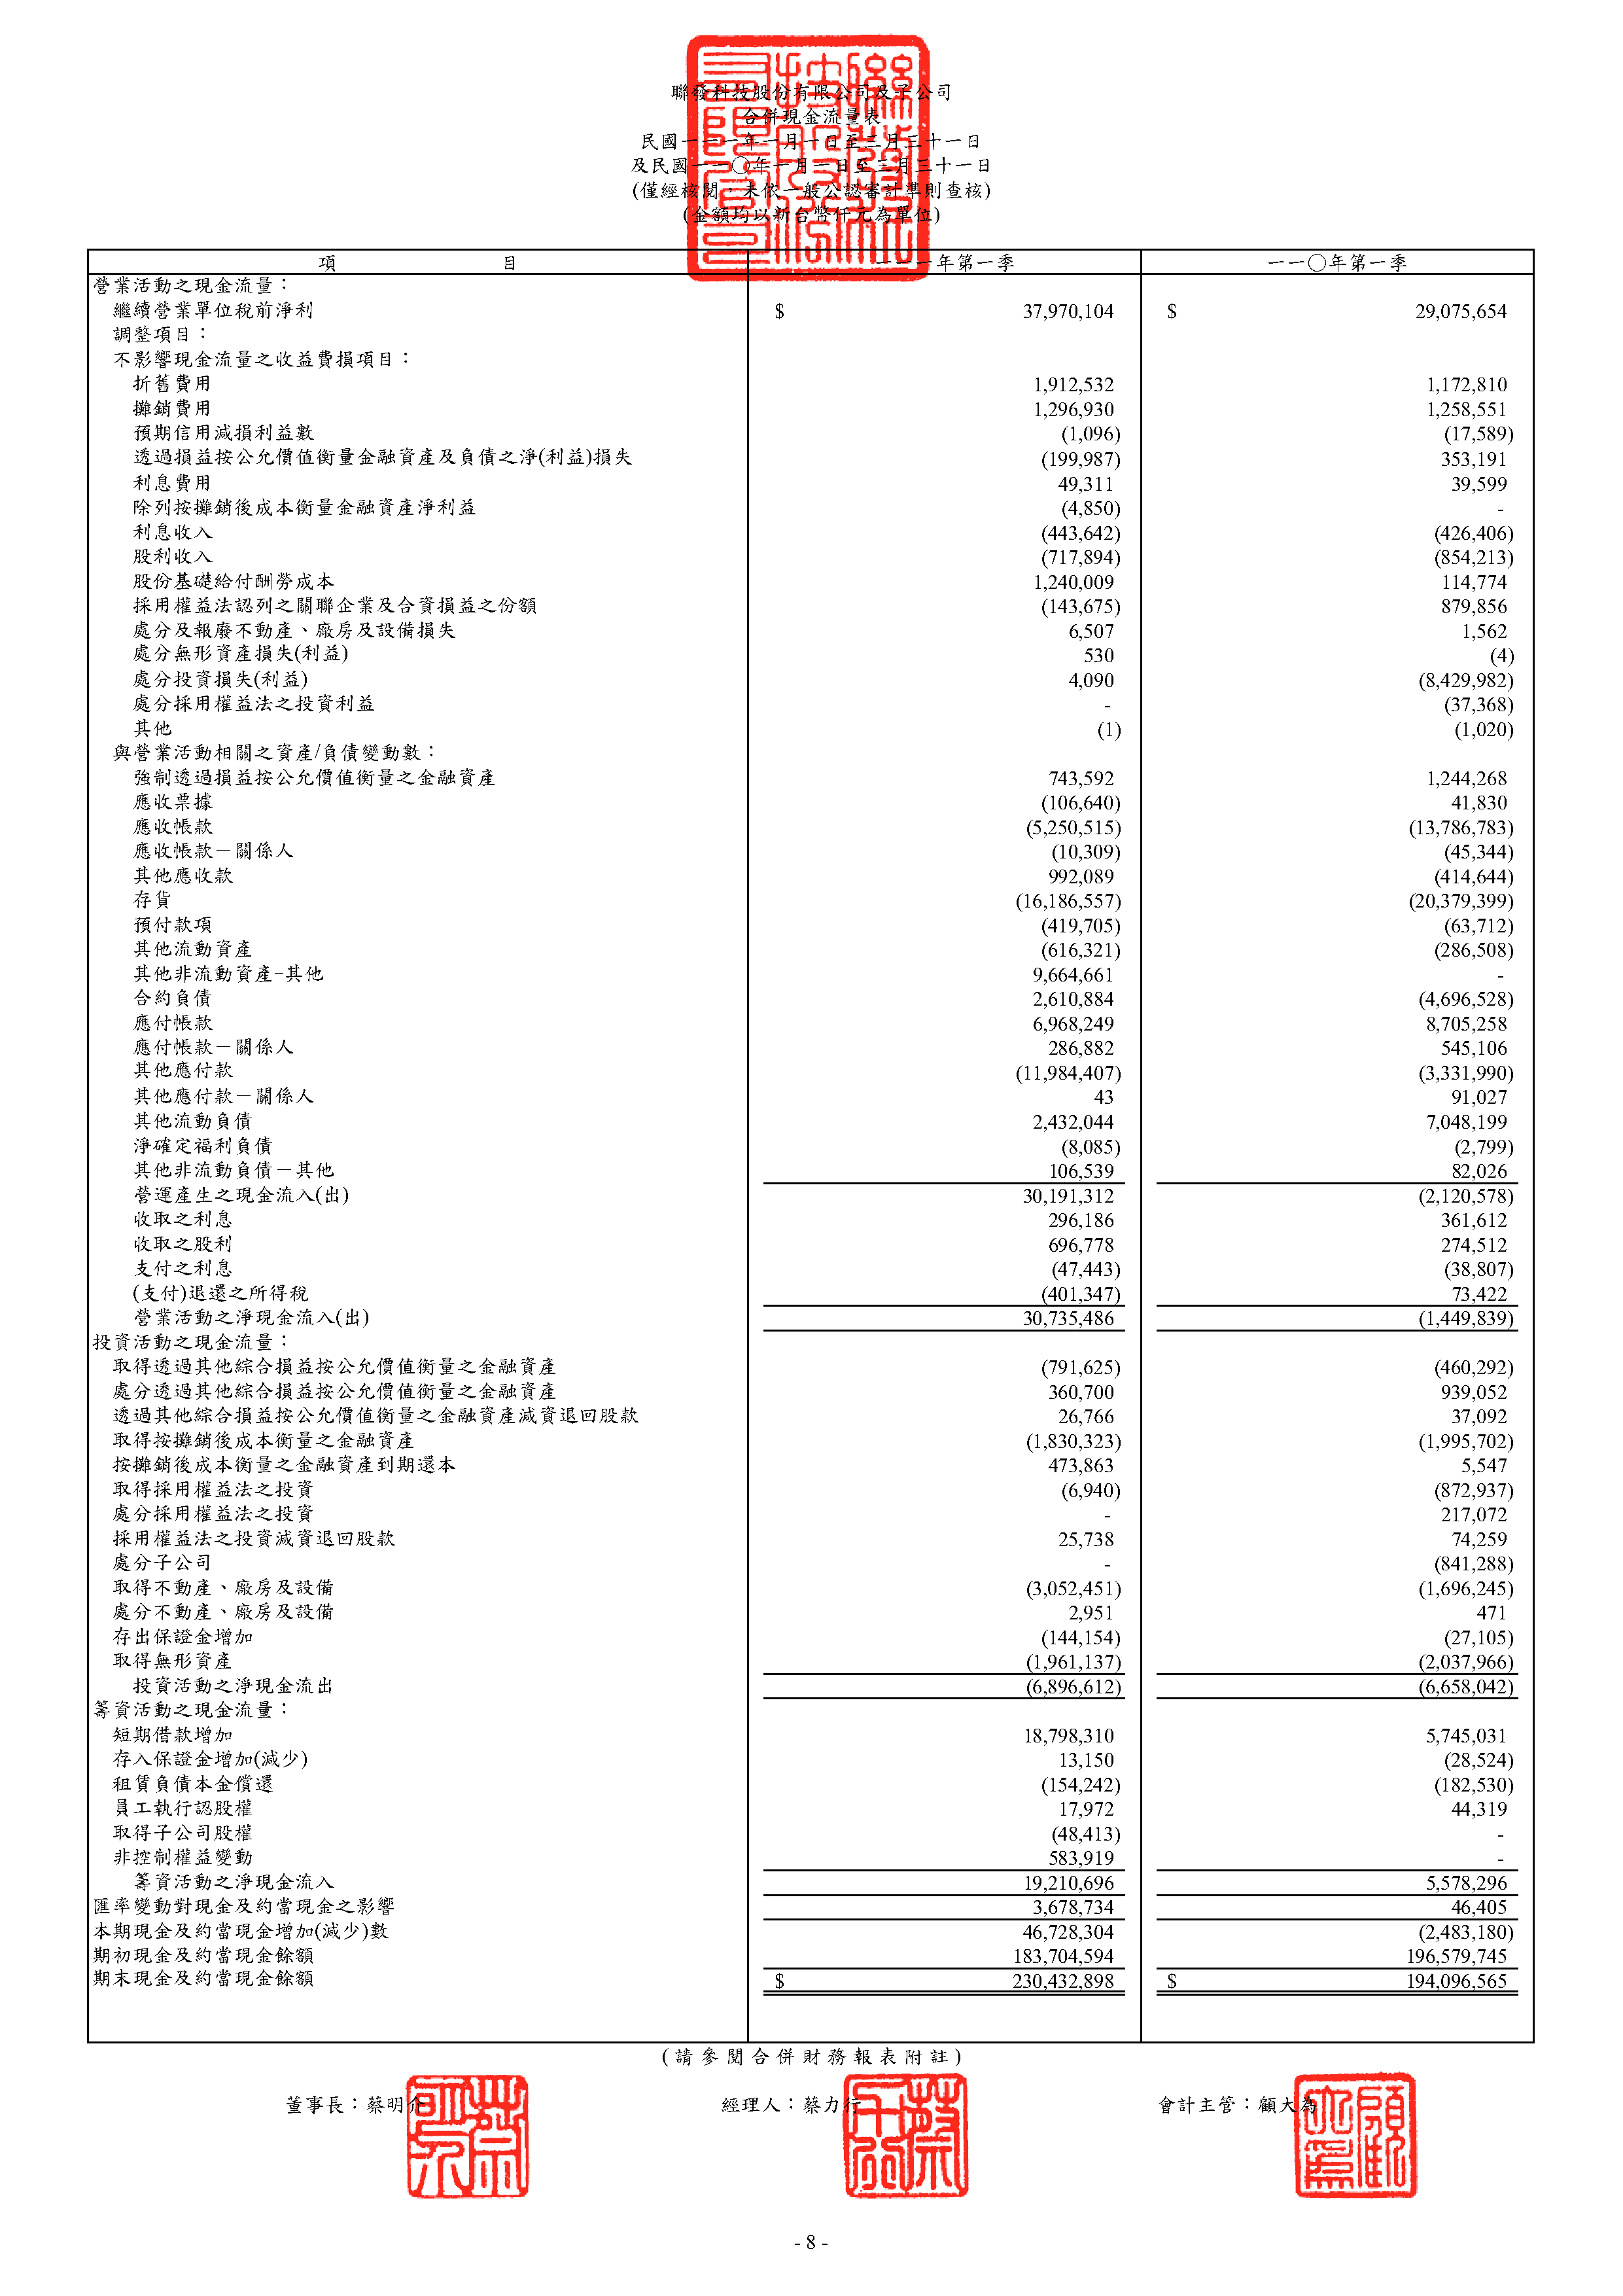 聯發科技股份有限公司及子公司
合併現金流量表
民國一一一年一月一日至三月三十一日
及民國一一〇年一月一日至三月三十一日
(僅經核閱，未依一般公認審計準則查核)
(金額均以新台幣仟元為單位)
項 目 一一一年第一季 一一〇年第一季
營業活動之現金流量：
繼續營業單位稅前淨利 $ 37,970,104 $ 29,075,654
調整項目：
不影響現金流量之收益費損項目：
折舊費用 1,912,532 1,172,810
攤銷費用 1,296,930 1,258,551
預期信用減損利益數 (1,096) (17,589)
透過損益按公允價值衡量金融資產及負債之淨(利益)損失 (199,987) 353,191
利息費用 49,311 39,599
除列按攤銷後成本衡量金融資產淨利益 (4,850) -
利息收入 (443,642) (426,406)
股利收入 (717,894) (854,213)
股份基礎給付酬勞成本 1,240,009 114,774
採用權益法認列之關聯企業及合資損益之份額 (143,675) 879,856
處分及報廢不動產、廠房及設備損失 6,507 1,562
處分無形資產損失(利益) 530 (4)
處分投資損失(利益) 4,090 (8,429,982)
處分採用權益法之投資利益 - (37,368)
其他 (1) (1,020)
與營業活動相關之資產/負債變動數：
強制透過損益按公允價值衡量之金融資產 743,592 1,244,268
應收票據 (106,640) 41,830
應收帳款 (5,250,515) (13,786,783)
應收帳款－關係人 (10,309) (45,344)
其他應收款 992,089 (414,644)
存貨 (16,186,557) (20,379,399)
預付款項 (419,705) (63,712)
其他流動資產 (616,321) (286,508)
其他非流動資產-其他 9,664,661 -
合約負債 2,610,884 (4,696,528)
應付帳款 6,968,249 8,705,258
應付帳款－關係人 286,882 545,106
其他應付款 (11,984,407) (3,331,990)
其他應付款－關係人 43 91,027
其他流動負債 2,432,044 7,048,199
淨確定福利負債 (8,085) (2,799)
其他非流動負債－其他 106,539 82,026
營運產生之現金流入(出) 30,191,312 (2,120,578)
收取之利息 296,186 361,612
收取之股利 696,778 274,512
支付之利息 (47,443) (38,807)
(支付)退還之所得稅 (401,347) 73,422
營業活動之淨現金流入(出) 30,735,486 (1,449,839)
投資活動之現金流量：
取得透過其他綜合損益按公允價值衡量之金融資產 (791,625) (460,292)
處分透過其他綜合損益按公允價值衡量之金融資產 360,700 939,052
透過其他綜合損益按公允價值衡量之金融資產減資退回股款 26,766 37,092
取得按攤銷後成本衡量之金融資產 (1,830,323) (1,995,702)
按攤銷後成本衡量之金融資產到期還本 473,863 5,547
取得採用權益法之投資 (6,940) (872,937)
處分採用權益法之投資 - 217,072
採用權益法之投資減資退回股款 25,738 74,259
處分子公司 - (841,288)
取得不動產、廠房及設備 (3,052,451) (1,696,245)
處分不動產、廠房及設備 2,951 471
存出保證金增加 (144,154) (27,105)
取得無形資產 (1,961,137) (2,037,966)
投資活動之淨現金流出 (6,896,612) (6,658,042)
籌資活動之現金流量：
短期借款增加 18,798,310 5,745,031
存入保證金增加(減少) 13,150 (28,524)
租賃負債本金償還 (154,242) (182,530)
員工執行認股權 17,972 44,319
取得子公司股權 (48,413) -
非控制權益變動 583,919 -
籌資活動之淨現金流入 19,210,696 5,578,296
匯率變動對現金及約當現金之影響 3,678,734 46,405
本期現金及約當現金增加(減少)數 46,728,304 (2,483,180)
期初現金及約當現金餘額 183,704,594 196,579,745
期末現金及約當現金餘額 $ 230,432,898 $ 194,096,565
(請參閱合併財務報表附註)
董事長：蔡明介 經理人：蔡力行 會計主管：顧大為
- 8 -